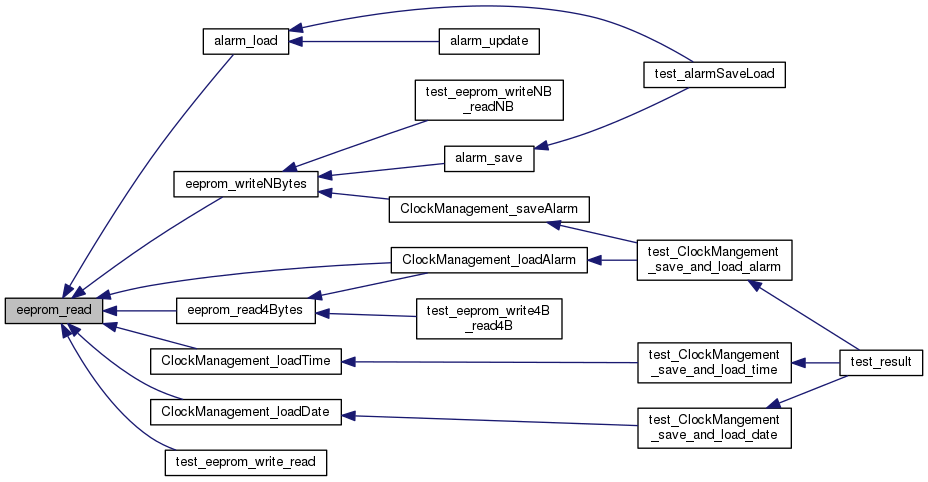 alarm_load
alarm_update
test_alarmSaveLoad
test_eeprom_writeNB
_readNB
alarm_save
eeprom_writeNBytes
ClockManagement_saveAlarm
test_ClockMangement
_save_and_load_alarm
ClockManagement_loadAlarm
eeprom_read
eeprom_read4Bytes
test_eeprom_write4B
_read4B
ClockManagement_loadTime
test_ClockMangement
_save_and_load_time
test_result
ClockManagement_loadDate
test_ClockMangement
_save_and_load_date
test_eeprom_write_read